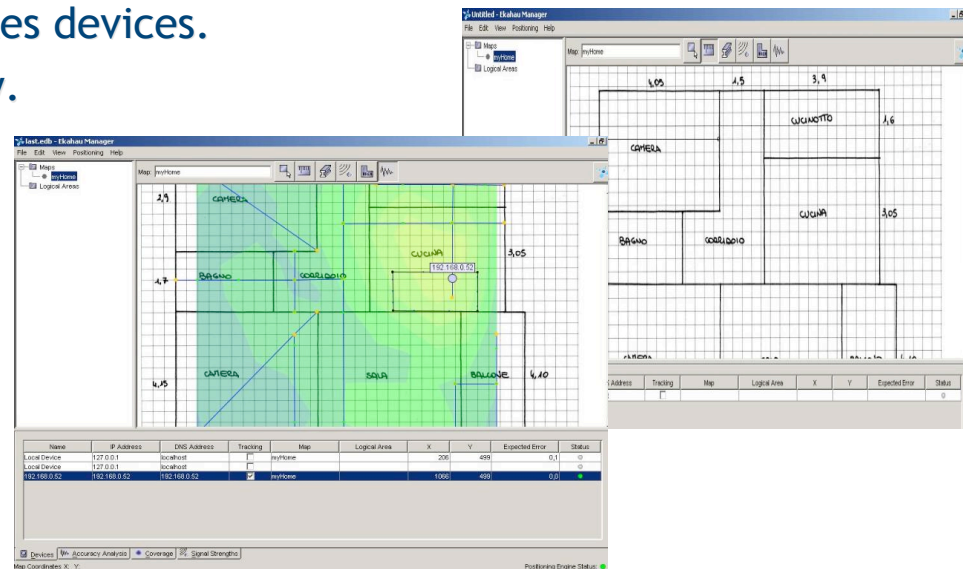 es devices.
y.
Untitled - Ekahau Manager
File Edit View Positioning Help
Maps
myHome
Logical Areas
Map: myHome
4,05 1,5 3,9
CUCINOTTO
1,6
CAMERA
CUCINA
3,05
BAGNO
CORRIDOIO
Address Tracking Map Logical Area X Y Expected Error Status
last.edb - Ekahau Manager
File Edit View Positioning Help
Maps
myHome
Logical Areas
Map: myHome
2,9
CAMERA
CUCINA
3,05
192.168.0.52
1,7
BAGNO
CORRIDOIO
CAMERA
SALA
BALCONE
4,10
4,15
Name IP Address DNS Address Tracking Map Logical Area X Y Expected Error Status
Local Device 127.0.0.1 localhost myHome 206 499 0,1
Local Device 127.0.0.1 localhost
192.168.0.52 192.168.0.52 192.168.0.52 myHome 1066 499 0,0
Devices Accuracy Analysis Coverage Signal Strengths
Map Coordinates X: Y:
Positioning Engine Status: